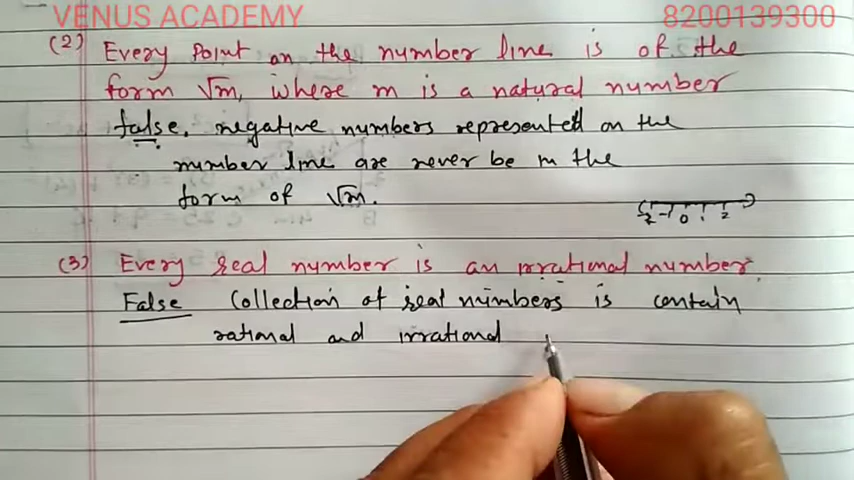 VENUS ACADEMY 8200139300
(2) Every Point on the number line is of the
form √m, where m is a natural number
false. negative numbers represented on the
number line are never be in the
form of √m.
-2 -1 0 1 2
(3) Every real number is an irrational number.
False Collection of real numbers is contain
rational and irrational